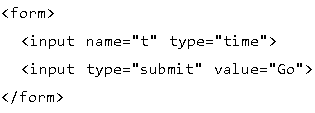 <form>
  <input name="t" type="time">
  <input type="submit" value="Go">
</form>